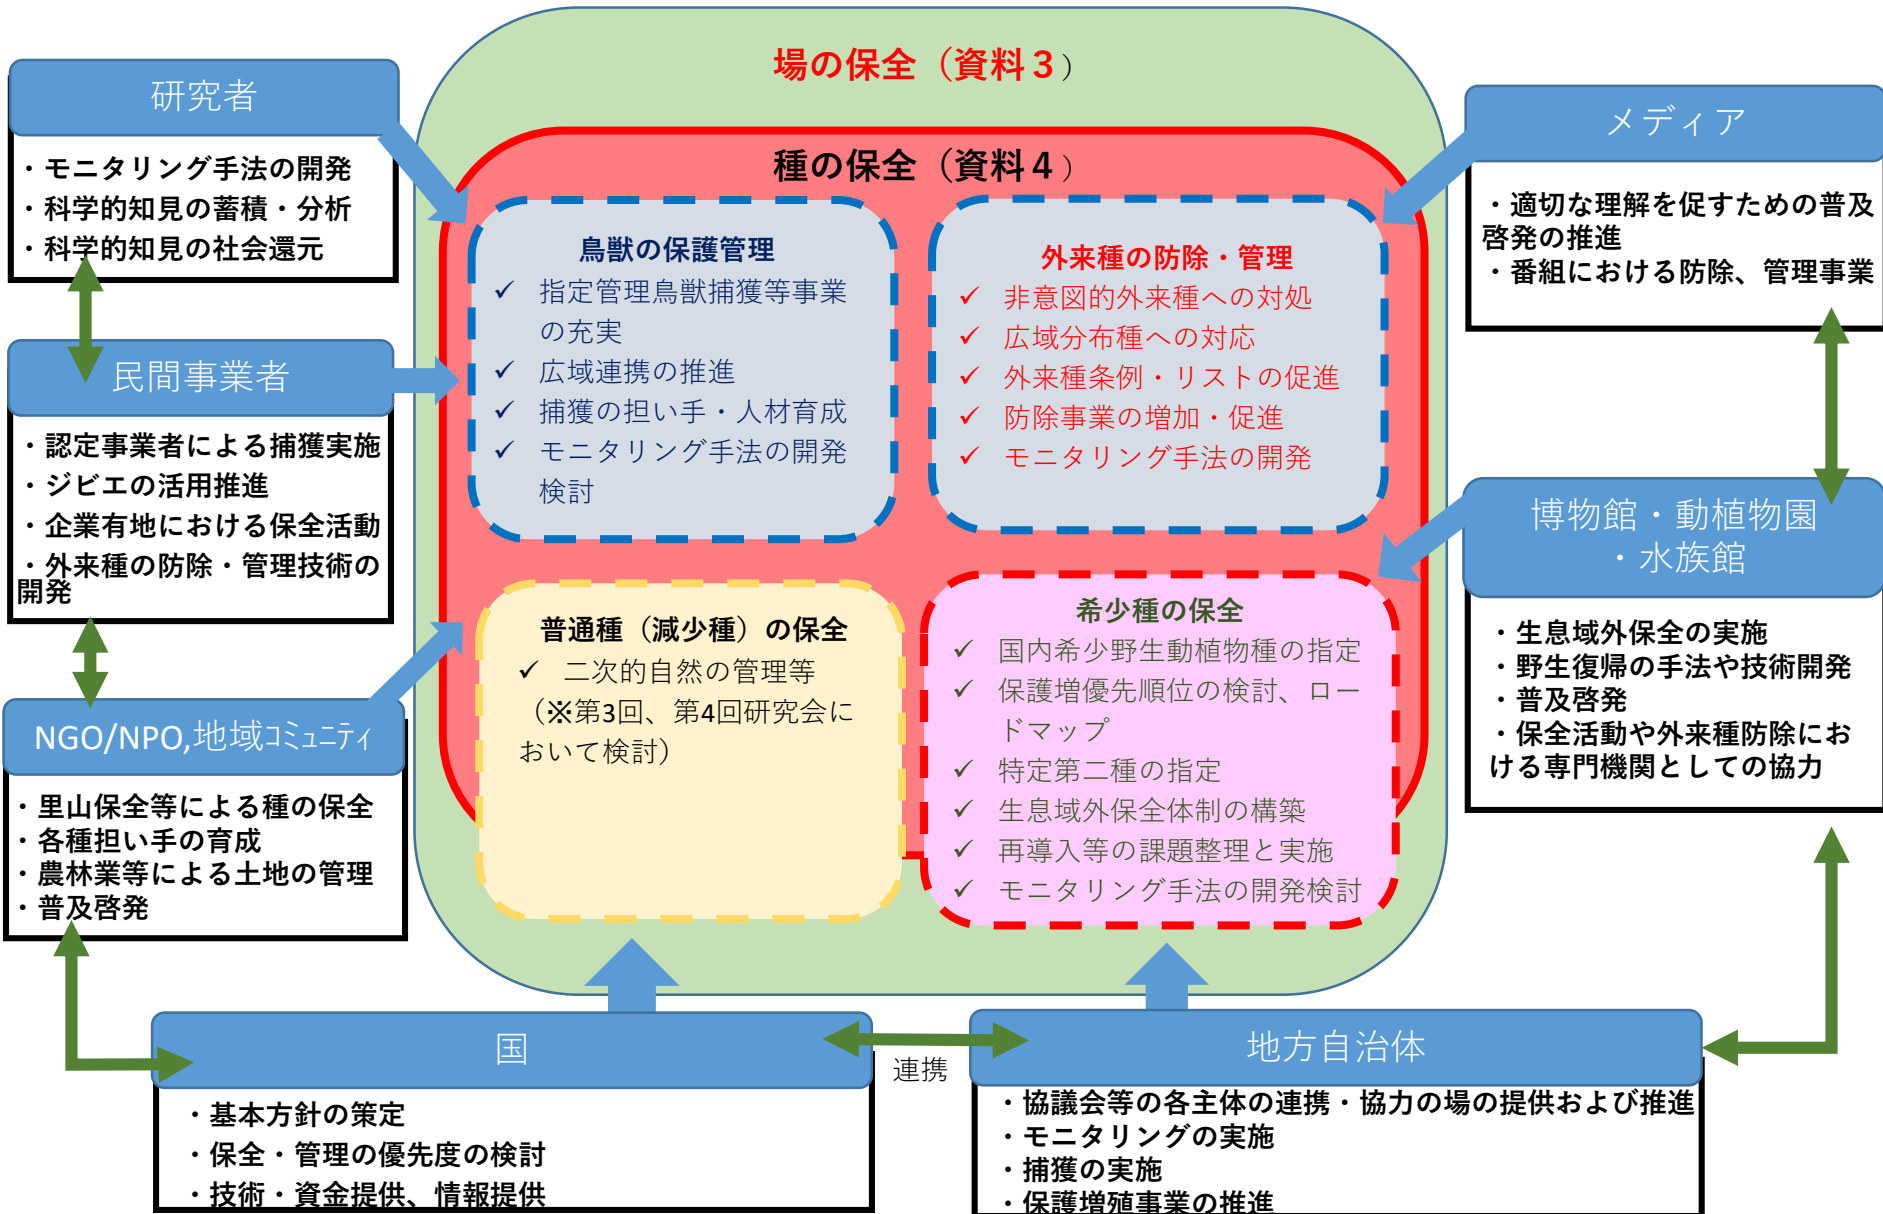 場の保全（資料３）
種の保全（資料４）
研究者
・モニタリング手法の開発
・科学的知見の蓄積・分析
・科学的知見の社会還元
民間事業者
・認定事業者による捕獲実施
・ジビエの活用推進
・企業有地における保全活動
・外来種の防除・管理技術の
開発
NGO/NPO,地域ｺﾐｭﾆﾃｨ
・里山保全等による種の保全
・各種担い手の育成
・農林業等による土地の管理
・普及啓発
鳥獣の保護管理
✓ 指定管理鳥獣捕獲等事業
の充実
✓ 広域連携の推進
✓ 捕獲の担い手・人材育成
✓ モニタリング手法の開発
検討
外来種の防除・管理
✓ 非意図的外来種への対処
✓ 広域分布種への対応
✓ 外来種条例・リストの促進
✓ 防除事業の増加・促進
✓ モニタリング手法の開発
普通種（減少種）の保全
✓ 二次的自然の管理等
（※第3回、第4回研究会に
おいて検討）
希少種の保全
✓ 国内希少野生動植物種の指定
✓ 保護増優先順位の検討、ロー
ドマップ
✓ 特定第二種の指定
✓ 生息域外保全体制の構築
✓ 再導入等の課題整理と実施
✓ モニタリング手法の開発検討
メディア
・適切な理解を促すための普及
啓発の推進
・番組における防除、管理事業
博物館・動植物園
・水族館
・生息域外保全の実施
・野生復帰の手法や技術開発
・普及啓発
・保全活動や外来種防除にお
ける専門機関としての協力
国
・基本方針の策定
・保全・管理の優先度の検討
・技術・資金提供、情報提供
連携
地方自治体
・協議会等の各主体の連携・協力の場の提供および推進
・モニタリングの実施
・捕獲の実施
・保護増殖事業の推進